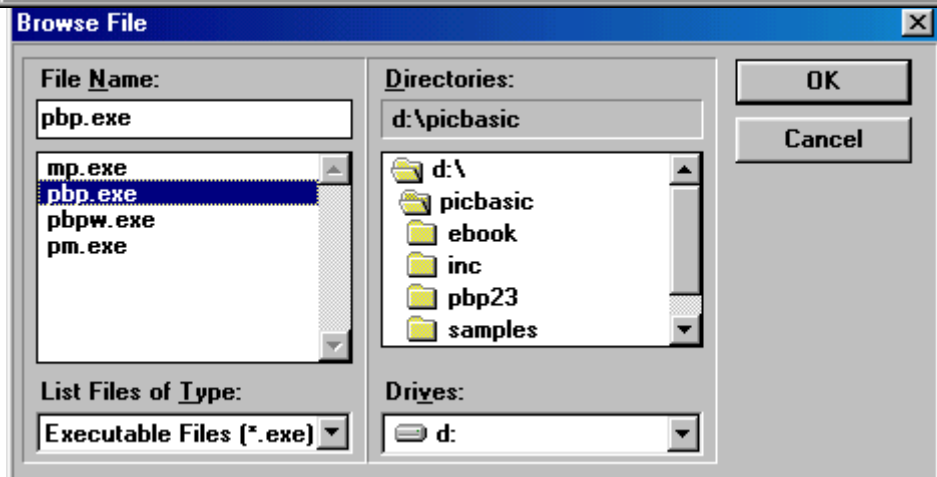 Browse File
File Name:
pbp.exe
mp.exe
pbp.exe
pbpw.exe
pm.exe
List Files of Type:
Executable Files (*.exe)
Directories:
d:\picbasic
d:\
picbasic
ebook
inc
pbp23
samples
Drives:
d:
OK
Cancel